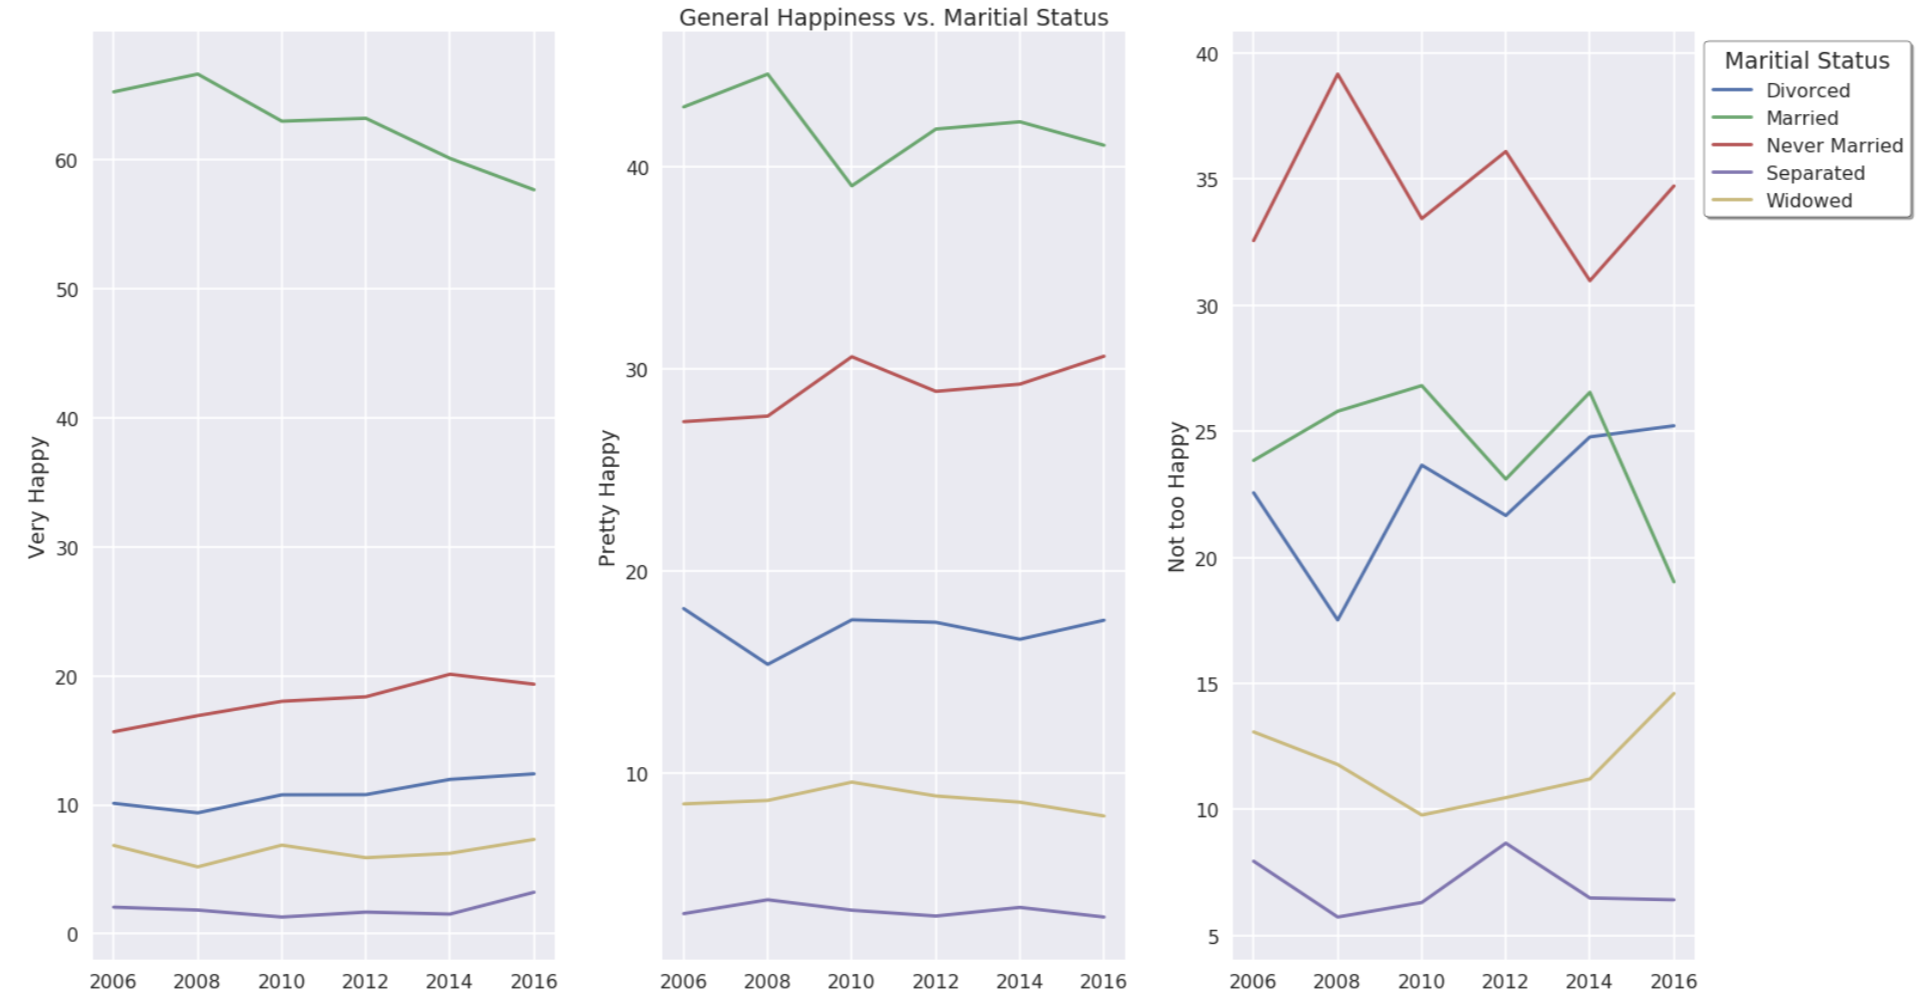 General Happiness vs. Maritial Status
Very Happy
60
50
40
30
20
10
0
2006 2008 2010 2012 2014 2016
Pretty Happy
40
30
20
10
2006 2008 2010 2012 2014 2016
Not too Happy
40
35
30
25
20
15
10
5
2006 2008 2010 2012 2014 2016
Maritial Status
Divorced
Married
Never Married
Separated
Widowed